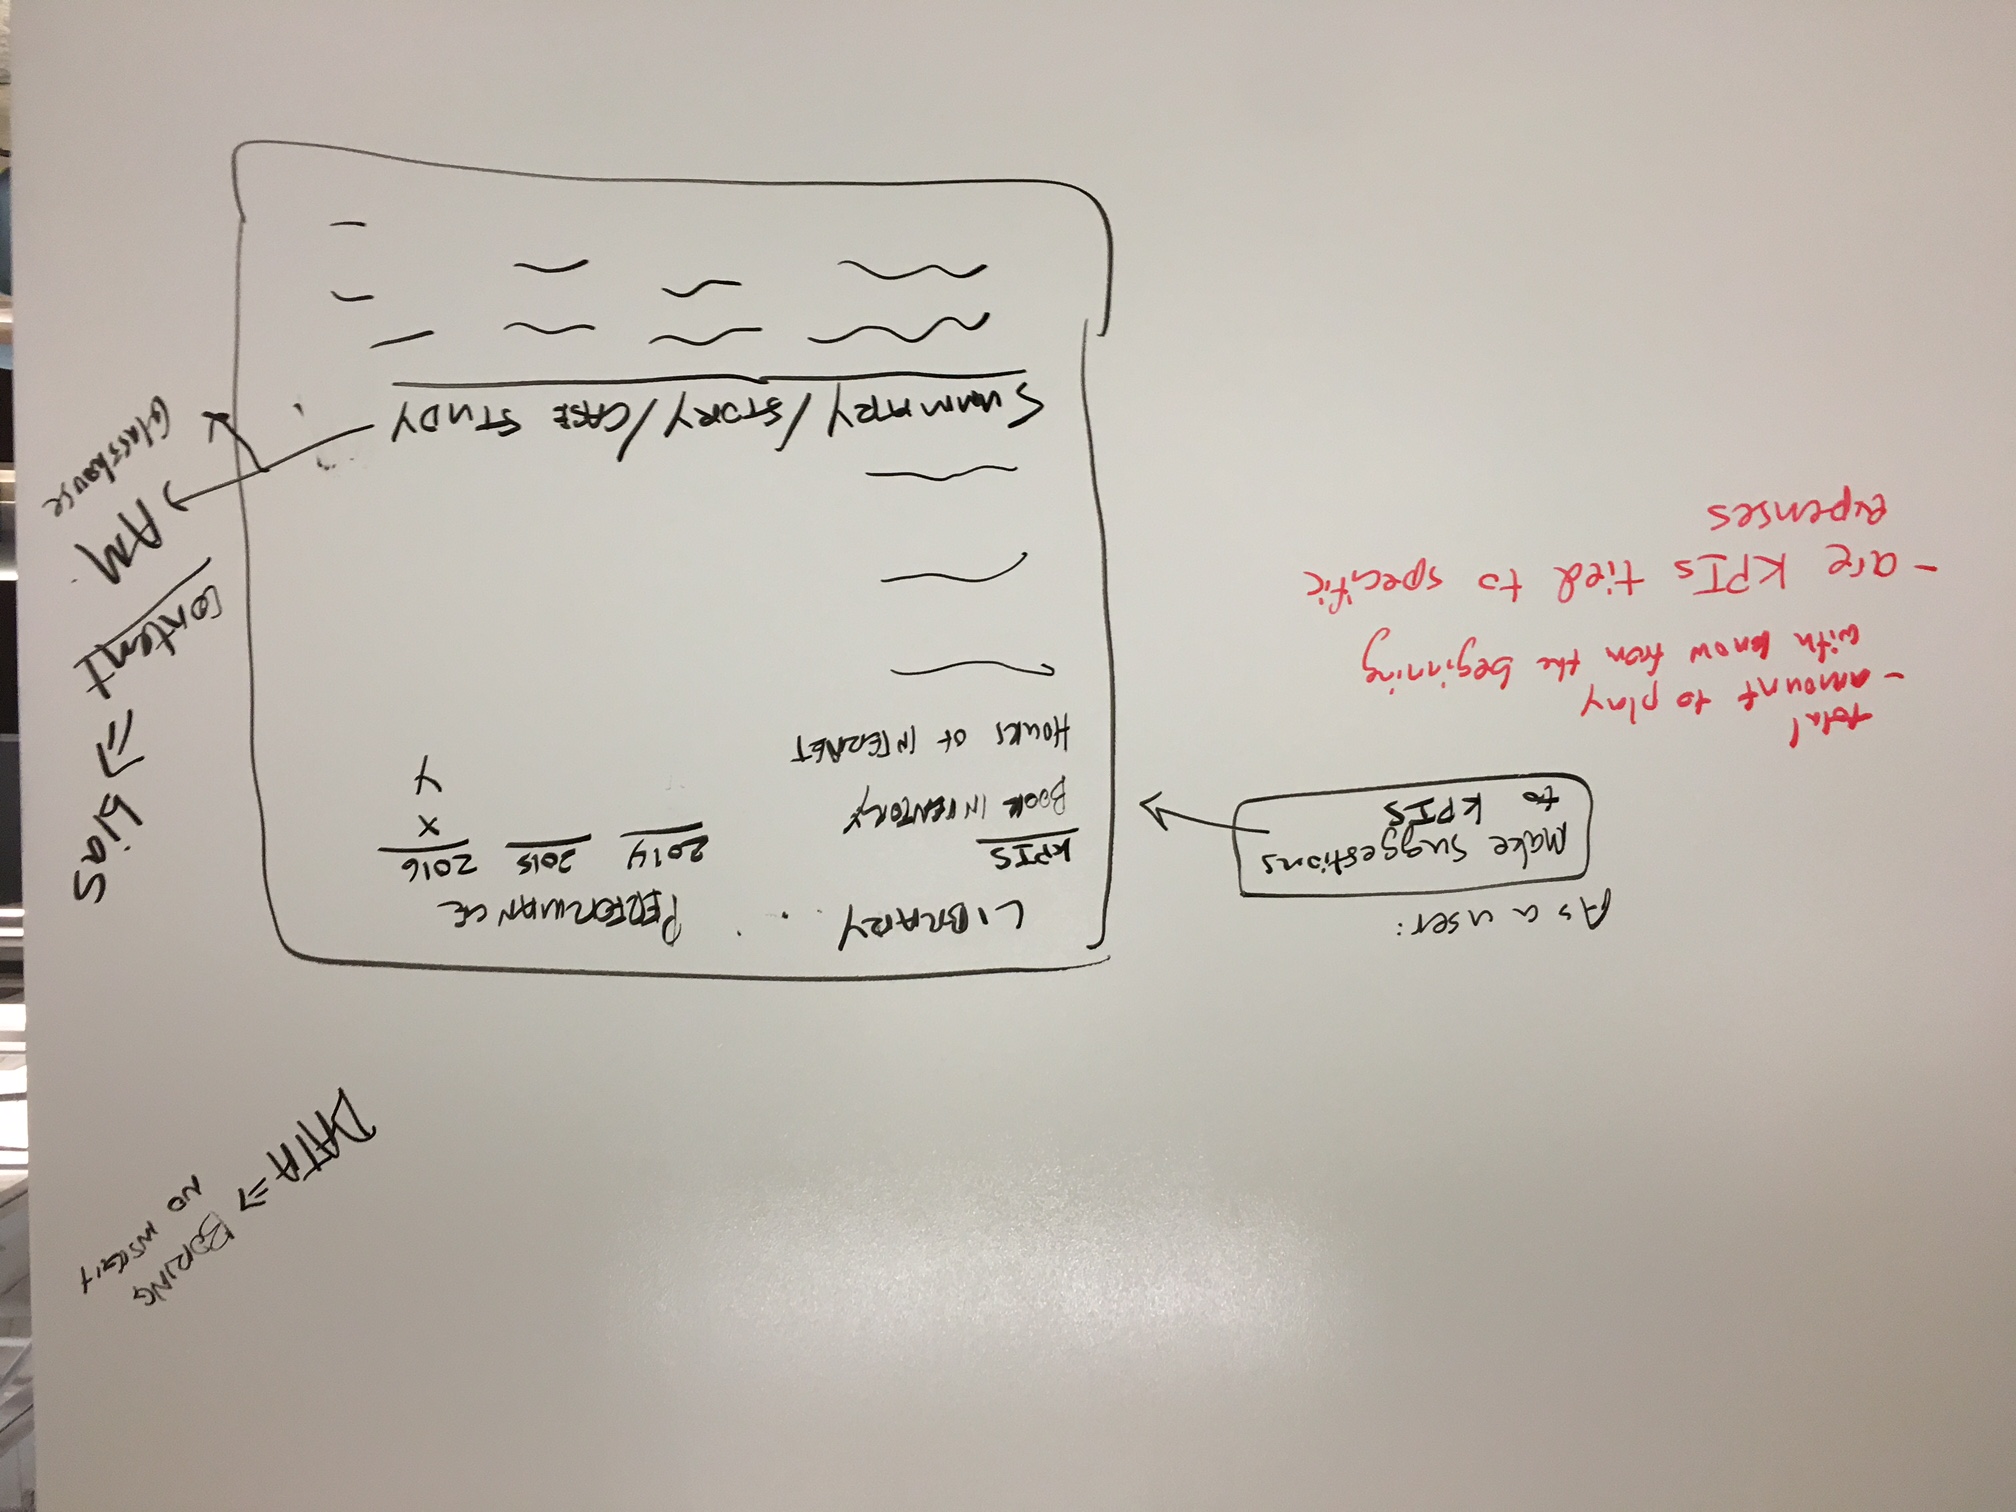 DATA => BORING
NO INSIGHT
As a user:
make suggestions
to KPIS
LIBRARY PERFORMANCE
KPIS 2014 2015 2016
BOOK INVENTORY X
HOURS OF INTERNET Y
SUMMARY / STORY / CASE STUDY
total
- amount to play
with know from the beginning
- are KPIs tied to specific
expenses
content => bias
AM
Glasshouse